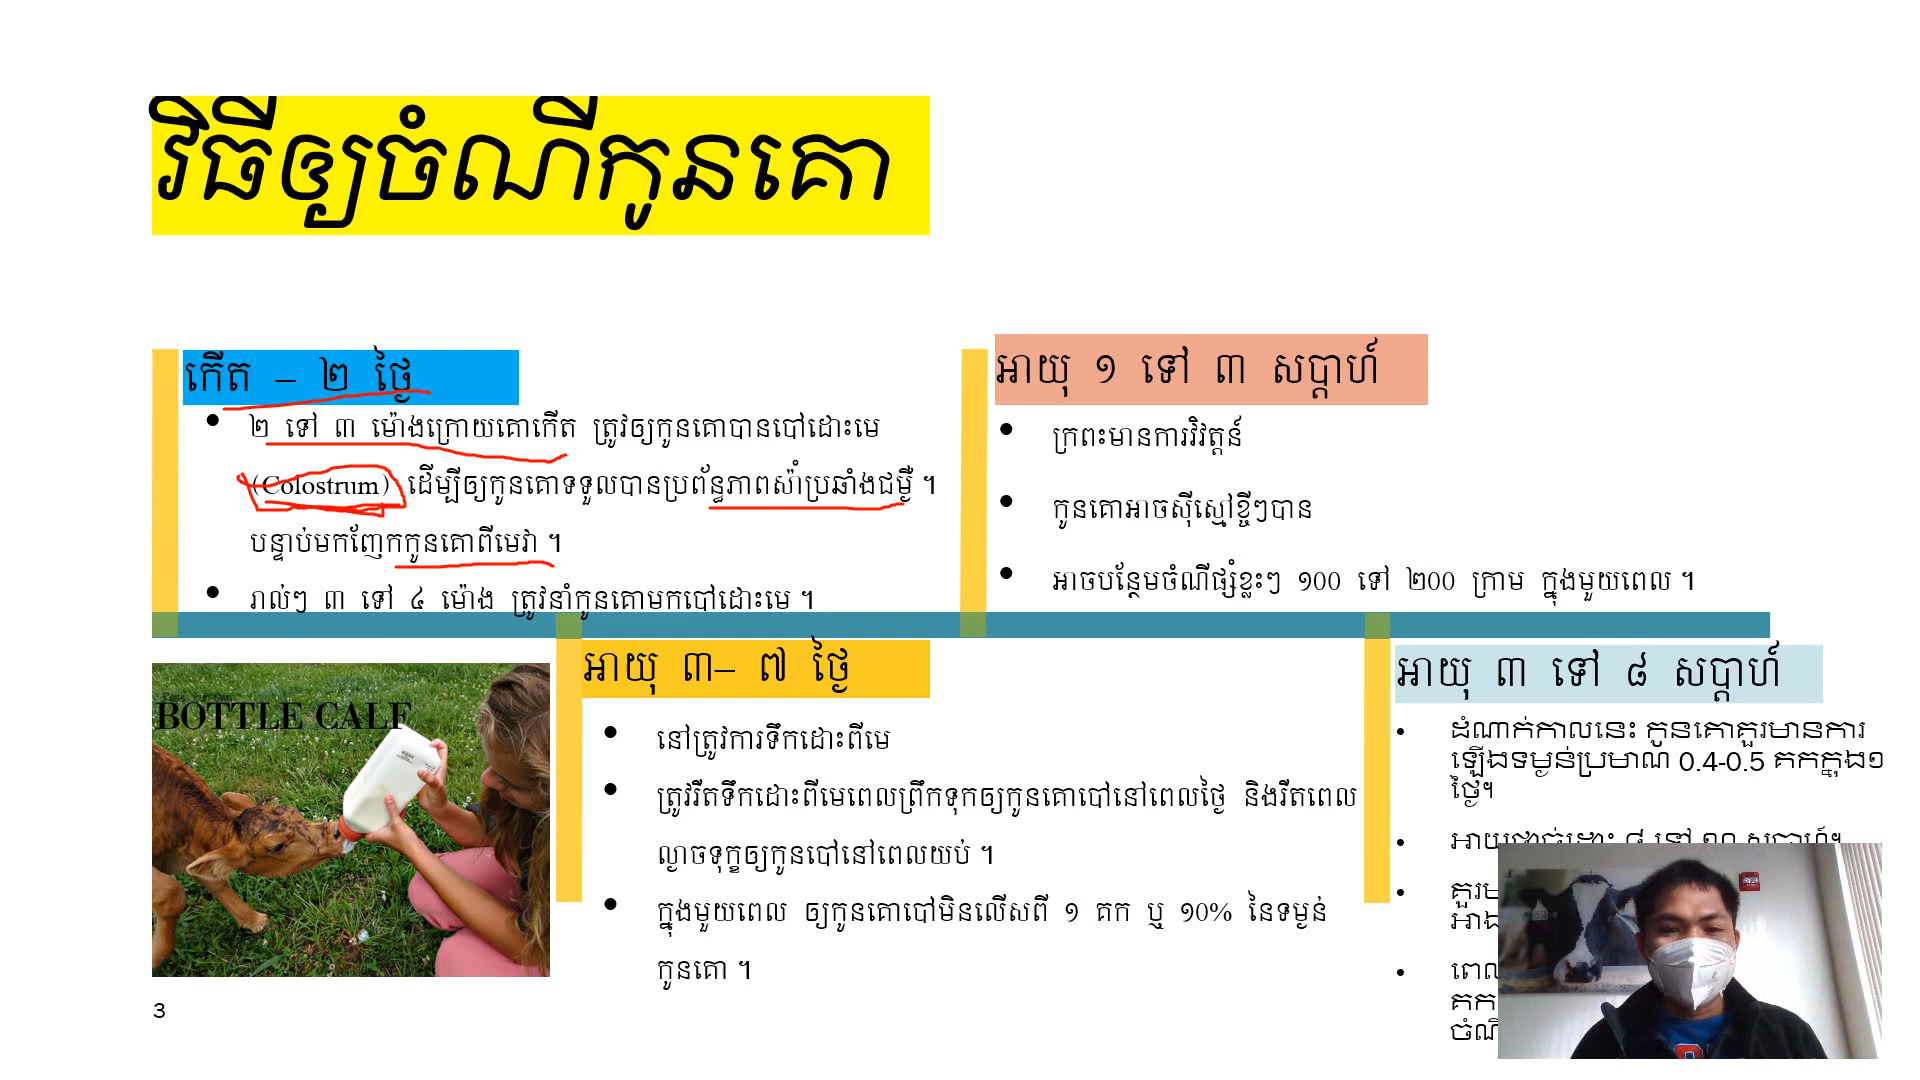 វិធីឲ្យចំណីកូនគោ
កើត – ២ ថ្ងៃ
២ ទៅ ៣ ម៉ោងក្រោយគោកើត ត្រូវឲ្យកូនគោបានបៅដោះមេ
(Colostrum) ដើម្បីឲ្យកូនគោទទួលបានប្រព័ន្ធភាពស៉ាំប្រឆាំងជម្ងឺ ។
បន្ទាប់មកញែកកូនគោពីមេវា ។
រាល់ៗ ៣ ទៅ ៤ ម៉ោង ត្រូវនាំកូនគោមកបៅដោះមេ ។
អាយុ ១ ទៅ ៣ សប្តាហ៍
ក្រពះមានការវិវត្តន៍
កូនគោអាចស៊ីស្មៅខ្ចីៗបាន
អាចបន្ថែមចំណីផ្សំខ្លះៗ ១00 ទៅ ២00 ក្រាម ក្នុងមួយពេល ។
BOTTLE CALF
អាយុ ៣– ៧ ថ្ងៃ
នៅត្រូវការទឹកដោះពីមេ
ត្រូវរឹតទឹកដោះពីមេពេលព្រឹកទុកឲ្យកូនគោបៅនៅពេលថ្ងៃ និងរឹតពេល
ល្ងាចទុក្ខឲ្យកូនបៅនៅពេលយប់ ។
ក្នុងមួយពេល ឲ្យកូនគោបៅមិនលើសពី ១ គក ឬ ១0% នៃទម្ងន់
កូនគោ ។
អាយុ ៣ ទៅ ៨ សប្តាហ៍
ដំណាក់កាលនេះ កូនគោគួរមានការ
ឡើងទម្ងន់ប្រមាណ 0.4-0.5 គកក្នុង១
ថ្ងៃ។
គក
3